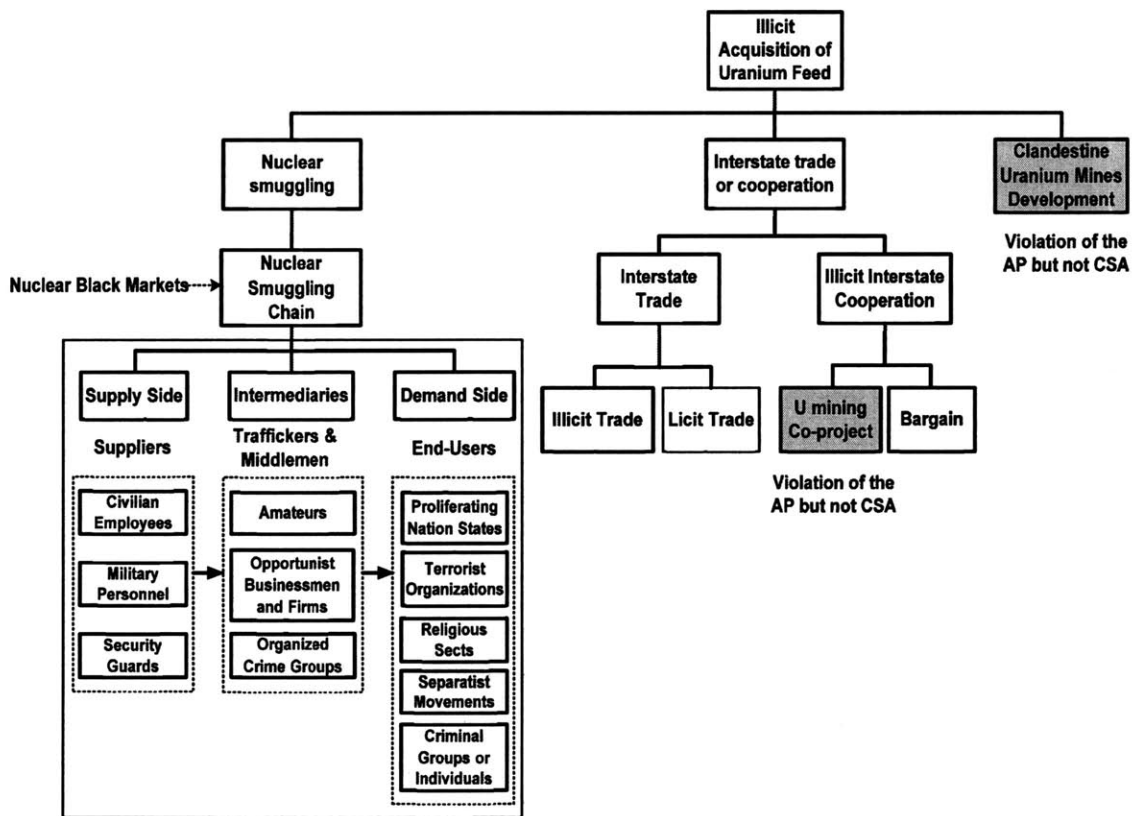 Illicit
Acquisition of
Uranium Feed
Nuclear
smuggling
Interstate trade
or cooperation
Clandestine
Uranium Mines
Development
Violation of the
AP but not CSA
Nuclear Black Markets
Nuclear
Smuggling
Chain
Interstate
Trade
Illicit Interstate
Cooperation
Supply Side
Intermediaries
Demand Side
Illicit Trade
Licit Trade
U mining
Co-project
Bargain
Suppliers
Traffickers &
Middlemen
End-Users
Violation of the
AP but not CSA
Civilian
Employees
Military
Personnel
Security
Guards
Amateurs
Opportunist
Businessmen
and Firms
Organized
Crime Groups
Proliferating
Nation States
Terrorist
Organizations
Religious
Sects
Separatist
Movements
Criminal
Groups or
Individuals